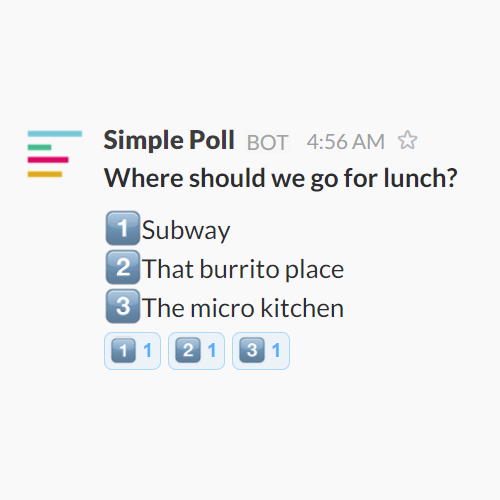 Simple Poll BOT 4:56 AM
Where should we go for lunch?
1 Subway
2 That burrito place
3 The micro kitchen
1 1 2 1 3 1